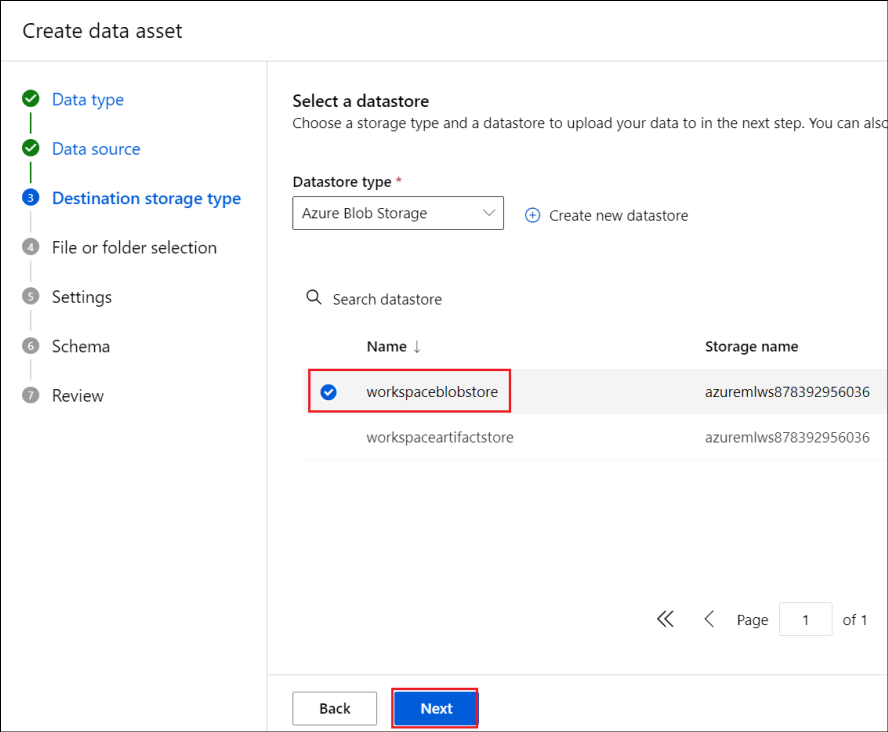 Create data asset
Data type
Data source
3 Destination storage type
4 File or folder selection
5 Settings
6 Schema
7 Review
Select a datastore
Choose a storage type and a datastore to upload your data to in the next step. You can also
Datastore type *
Azure Blob Storage
Create new datastore
Search datastore
Name ↓ Storage name
workspaceblobstore azuremlws878392956036
workspaceartifactstore azuremlws878392956036
Page 1 of 1
Back Next